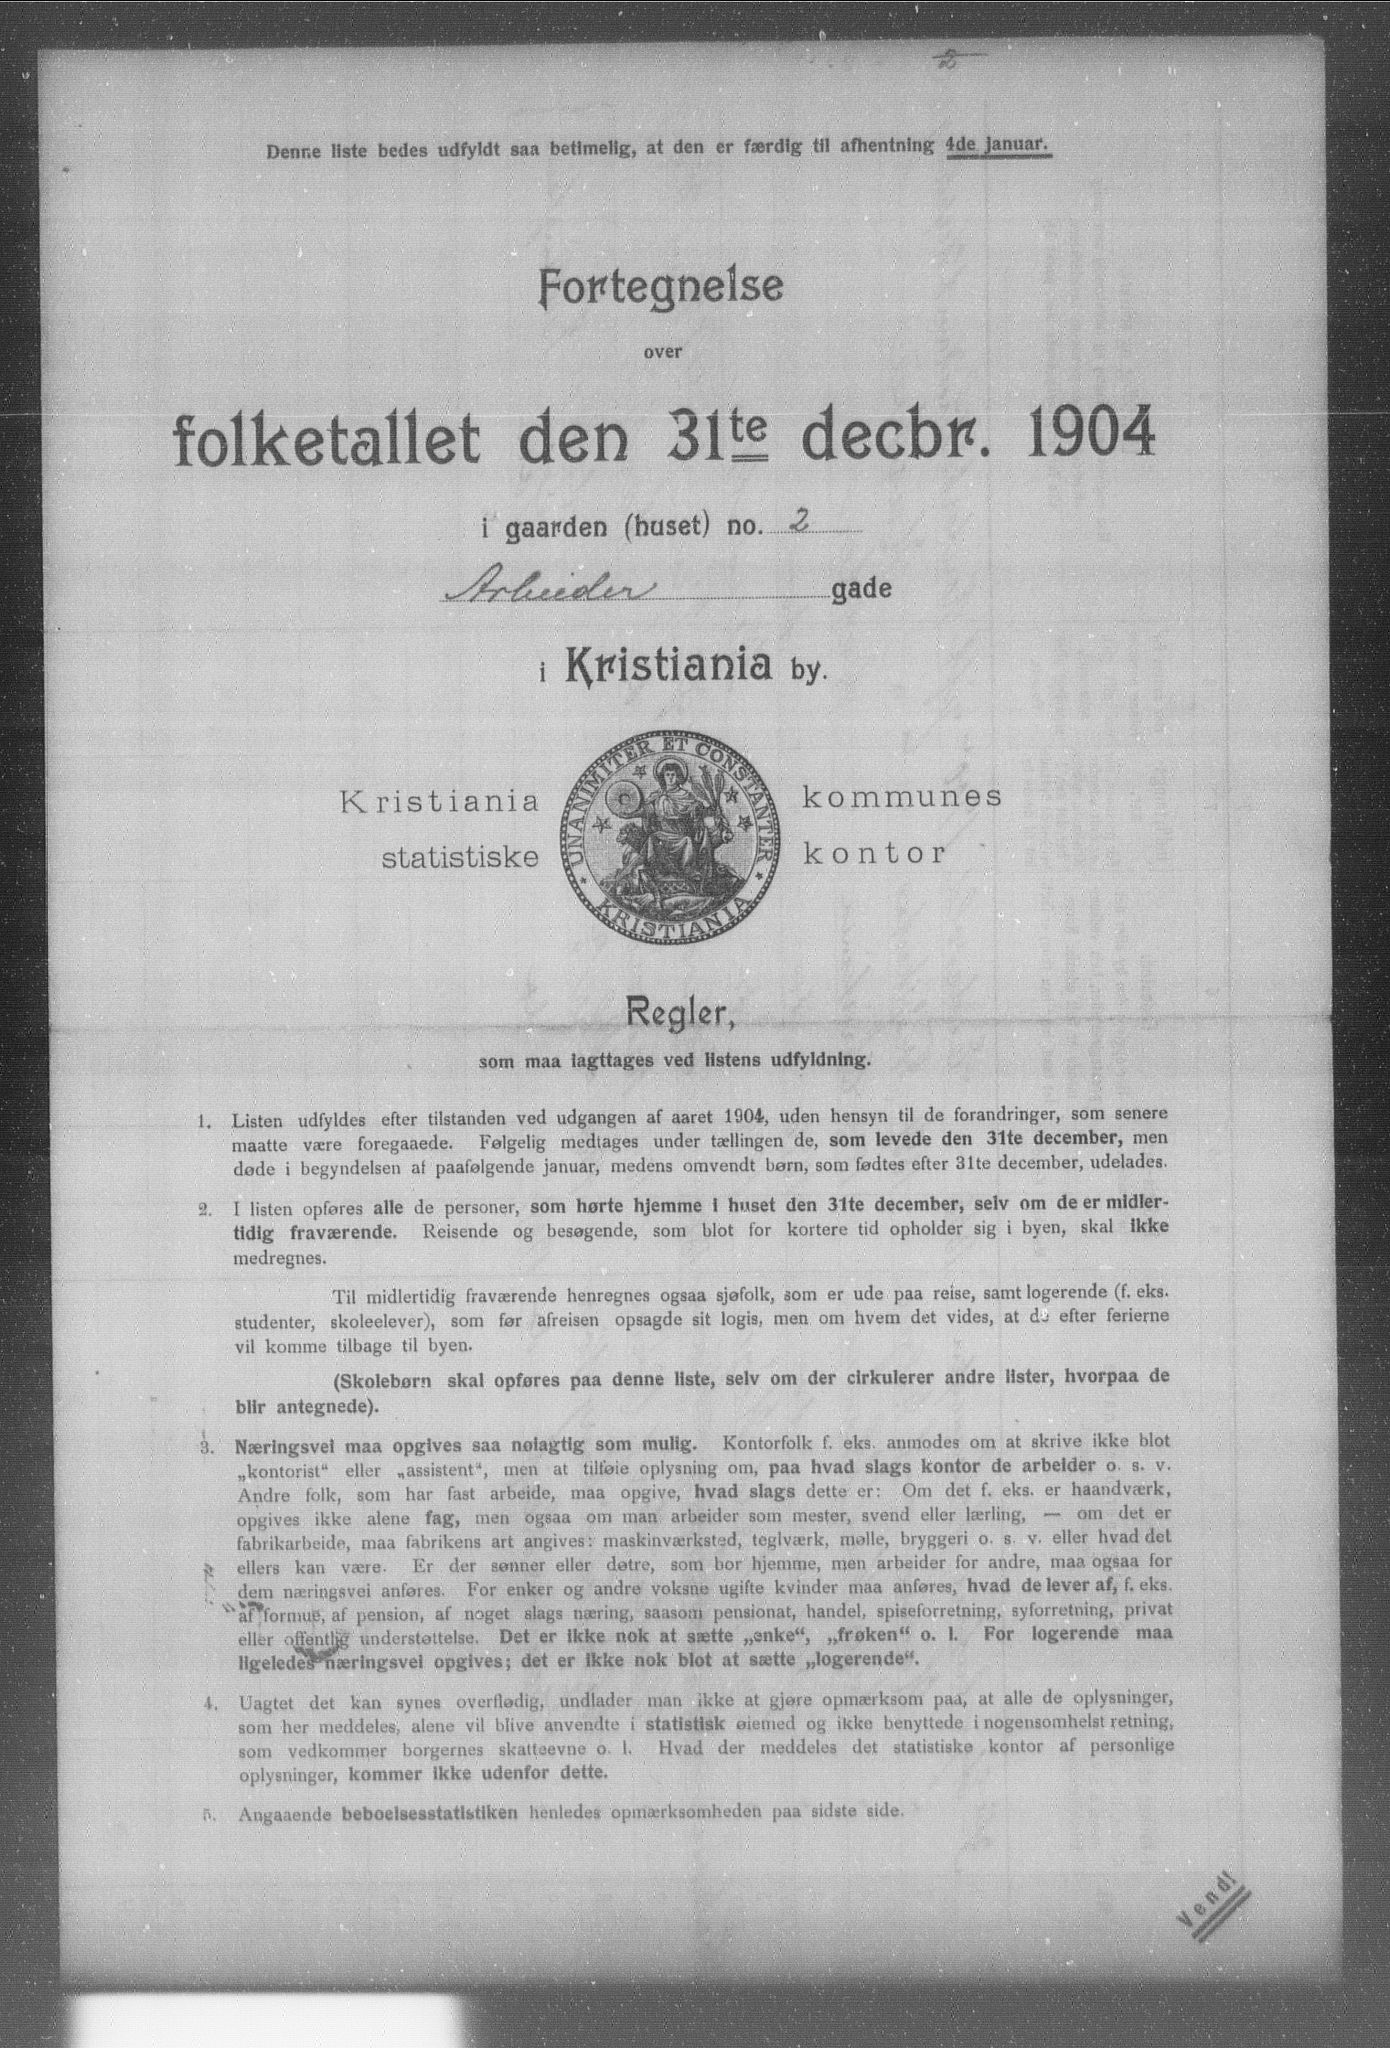 2
Denne liste bedes udfyldt saa betimelig, at den er færdig til afhentning 4de januar.
Fortegnelse
over
folketallet den 31te decbr. 1904
i gaarden (huset) no. 2
Arbeider gade
i Kristiania by.
Kristiania kommunes
statistiske kontor
UNANIMITER ET CONSTANTER
KRISTIANIA
Regler,
som maa iagttages ved listens udfyldning.
1. Listen udfyldes efter tilstanden ved udgangen af aaret 1904, uden hensyn til de forandringer, som senere
maatte være foregaaede. Følgelig medtages under tællingen de, som levede den 31te december, men
døde i begyndelsen af paafølgende januar, medens omvendt børn, som fødtes efter 31te december, udelades.
2. I listen opføres alle de personer, som hørte hjemme i huset den 31te december, selv om de er midler-
tidig fraværende. Reisende og besøgende, som blot for kortere tid opholder sig i byen, skal ikke
medregnes.
Til midlertidig fraværende henregnes ogsaa sjøfolk, som er ude paa reise, samt logerende (f. eks.
studenter, skoleelever), som før afreisen opsagde sit logis, men om hvem det vides, at de efter ferierne
vil komme tilbage til byen.
(Skolebørn skal opføres paa denne liste, selv om der cirkulerer andre lister, hvorpaa de
blir antegnede).
3. Næringsvei maa opgives saa nøiagtig som mulig. Kontorfolk f. eks. anmodes om at skrive ikke blot
„kontorist“ eller „assistent“, men at tilføie oplysning om, paa hvad slags kontor de arbeider o. s. v.
Andre folk, som har fast arbeide, maa opgive, hvad slags dette er: Om det f. eks. er haandværk,
opgives ikke alene fag, men ogsaa om man arbeider som mester, svend eller lærling, — om det er
fabrikarbeide, maa fabrikens art angives: maskinværksted, teglværk, mølle, bryggeri o. s. v. eller hvad det
ellers kan være. Er der sønner eller døtre, som bor hjemme, men arbeider for andre, maa ogsaa for
dem næringsvei anføres. For enker og andre voksne ugifte kvinder maa anføres, hvad de lever af, f. eks.
af formue, af pension, af noget slags næring, saasom pensionat, handel, spiseforretning, syforretning, privat
eller offentlig understøttelse. Det er ikke nok at sætte „enke“, „frøken“ o. l. For logerende maa
ligeledes næringsvei opgives; det er ikke nok blot at sætte „logerende“.
4. Uagtet det kan synes overflødig, undlader man ikke at gjøre opmærksom paa, at alle de oplysninger,
som her meddeles, alene vil blive anvendte i statistisk øiemed og ikke benyttede i nogensomhelst retning,
som vedkommer borgernes skatteevne o. l. Hvad der meddeles det statistiske kontor af personlige
oplysninger, kommer ikke udenfor dette.
5. Angaaende beboelsesstatistiken henledes opmærksomheden paa sidste side.
Vend!